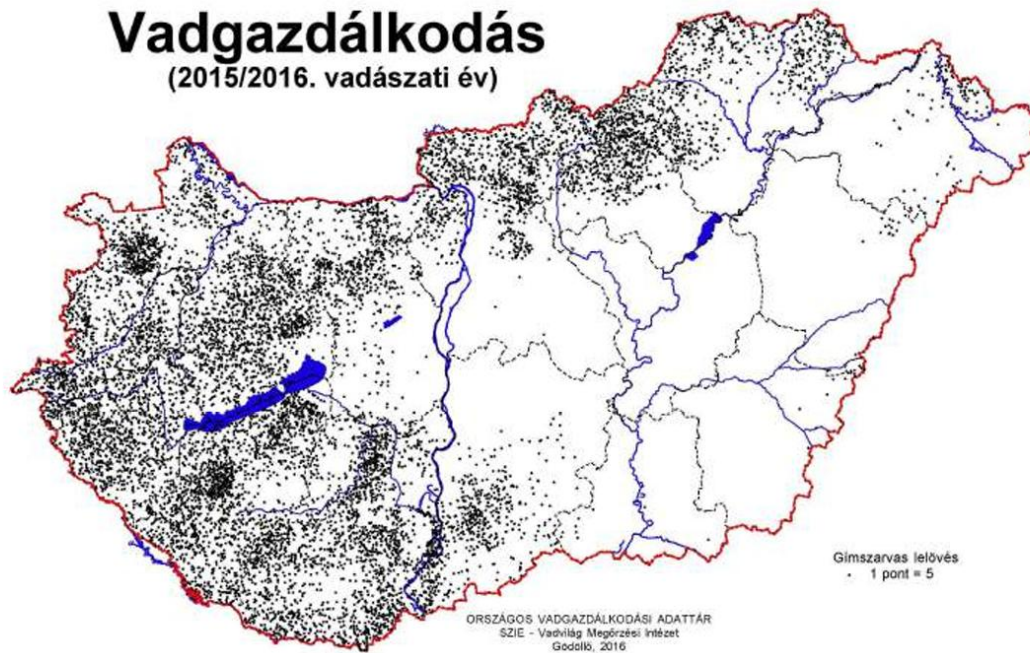 Vadgazdálkodás
(2015/2016. vadászati év)
Gímszarvas lelövés
. 1 pont = 5
ORSZÁGOS VADGAZDÁLKODÁSI ADATTÁR
SZIE - Vadvilág Megőrzési Intézet
Gödöllő, 2016